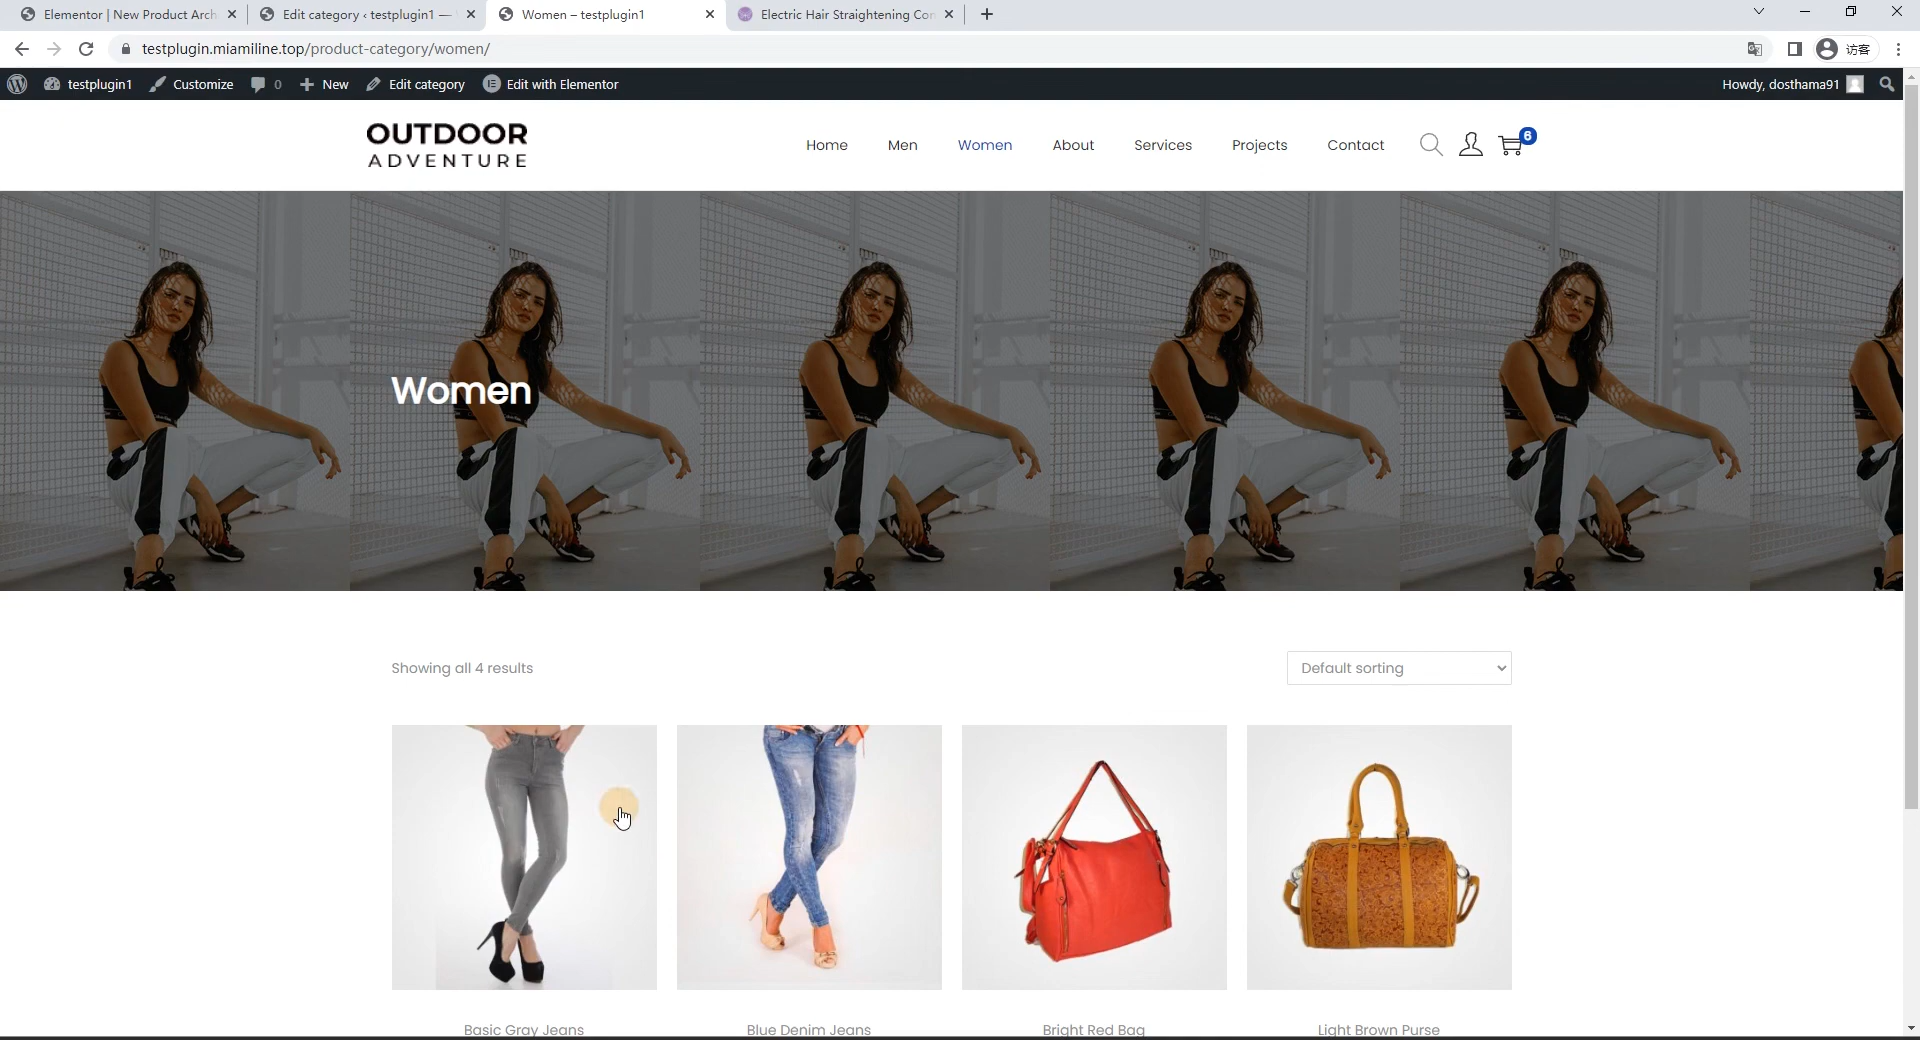 Elementor | New Product Arch
Edit category ‹ testplugin1 —
Women – testplugin1
Electric Hair Straightening Con
testplugin.miamiline.top/product-category/women/
访客
testplugin1
Customize
0
New
Edit category
Edit with Elementor
Howdy, dosthama91
OUTDOOR
ADVENTURE
Home
Men
Women
About
Services
Projects
Contact
6
Women
Showing all 4 results
Default sorting
Basic Gray Jeans
Blue Denim Jeans
Bright Red Bag
Light Brown Purse